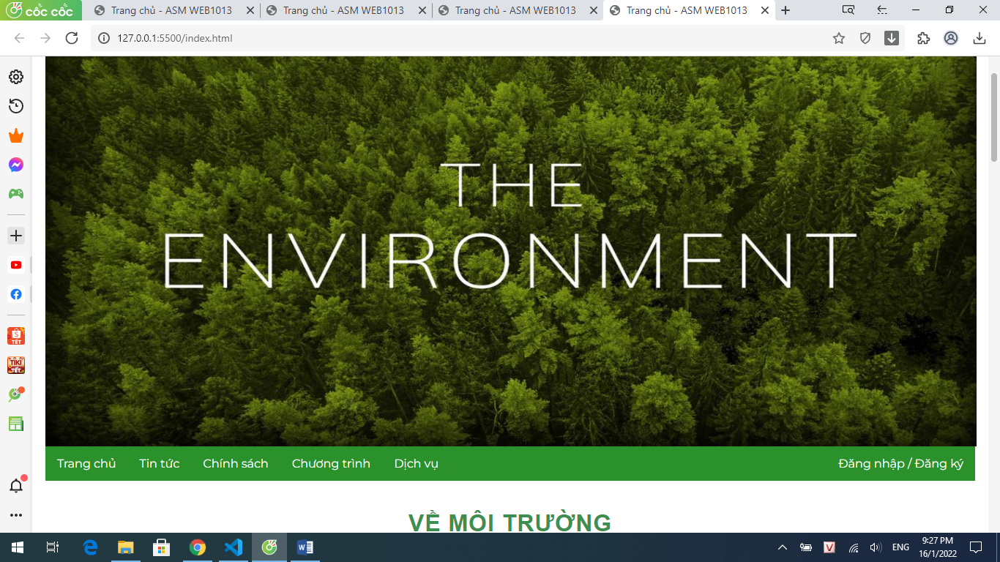 cốc cốc
Trang chủ - ASM WEB1013
Trang chủ - ASM WEB1013
Trang chủ - ASM WEB1013
Trang chủ - ASM WEB1013
127.0.0.1:5500/index.html
THE
ENVIRONMENT
TẾT
TIKI
TẾT
Trang chủ
Tin tức
Chính sách
Chương trình
Dịch vụ
Đăng nhập / Đăng ký
VỀ MÔI TRƯỜNG
ENG
9:27 PM
16/1/2022